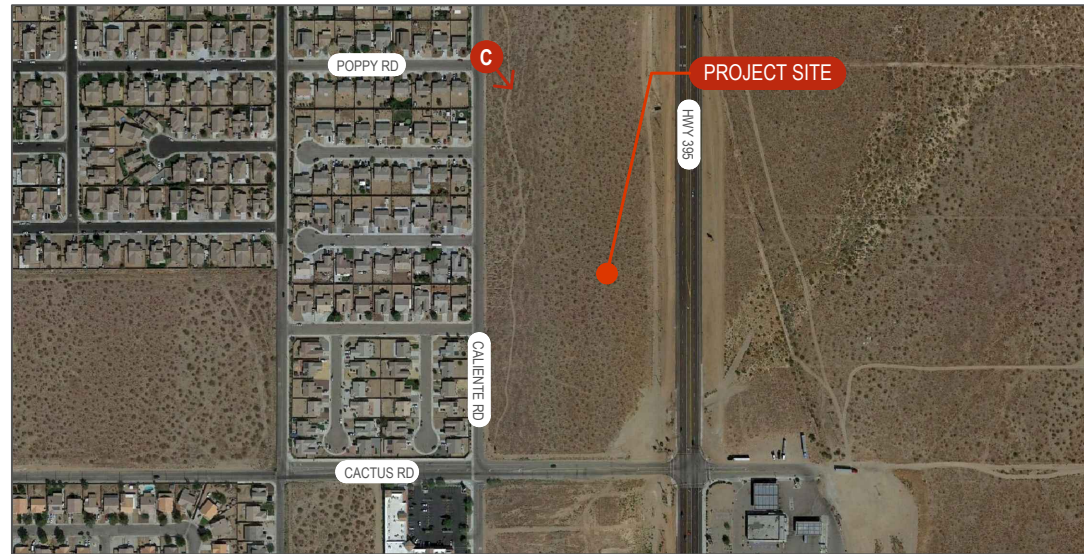 POPPY RD
C
PROJECT SITE
HWY 395
CALIENTE RD
CACTUS RD